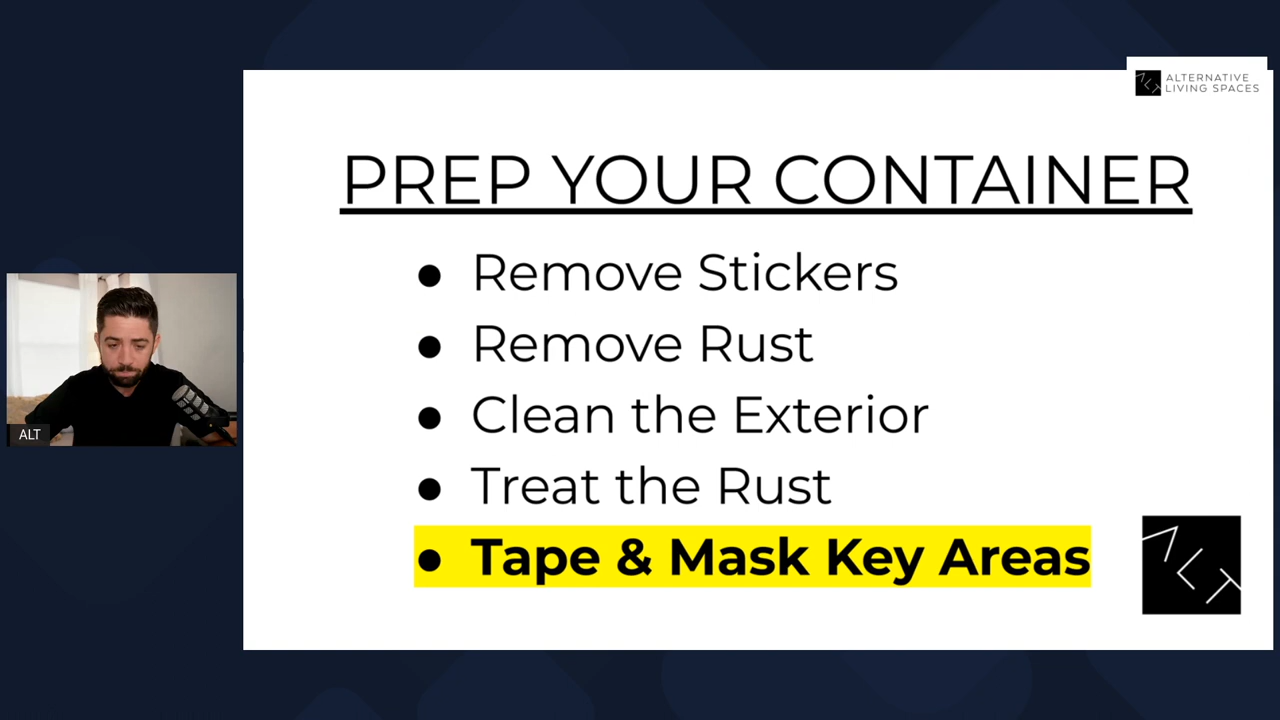 ALTERNATIVE
LIVING SPACES
PREP YOUR CONTAINER
● Remove Stickers
● Remove Rust
● Clean the Exterior
● Treat the Rust
● Tape & Mask Key Areas
ALT
ALT